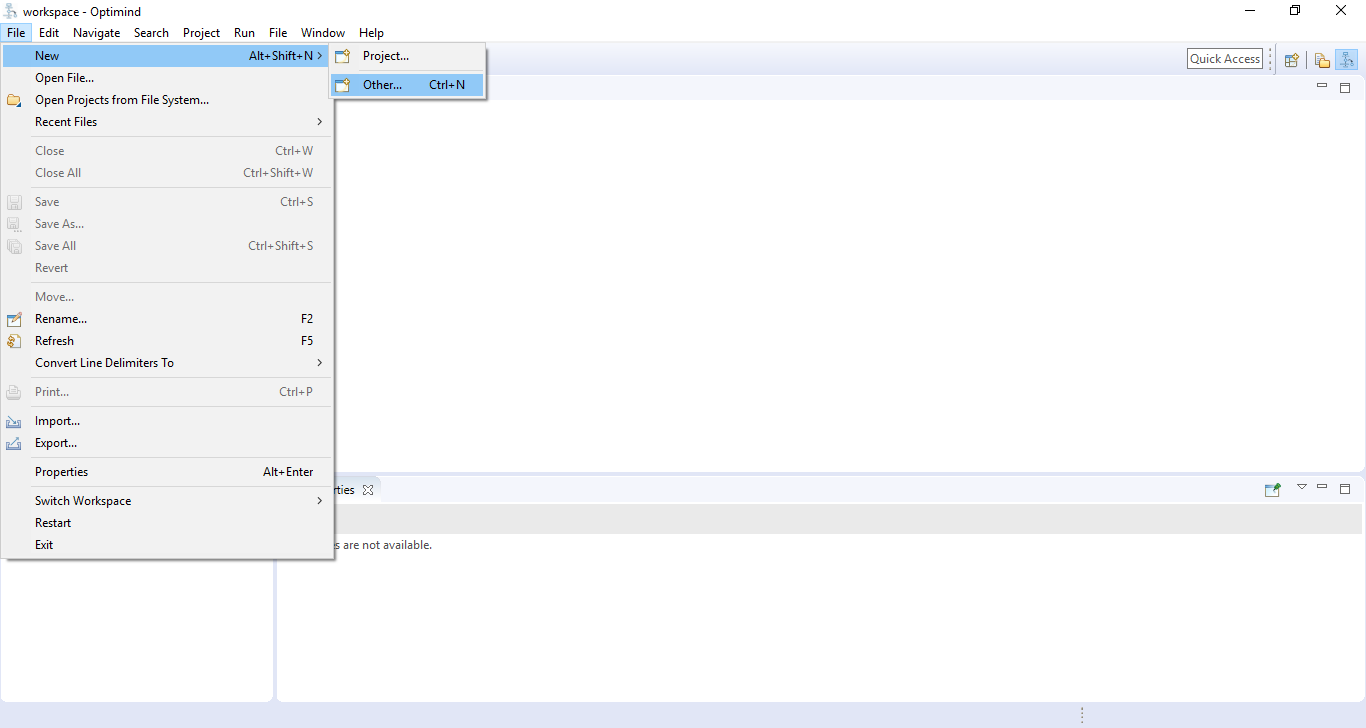 workspace - Optimind
File Edit Navigate Search Project Run File Window Help
New Alt+Shift+N
Project...
Quick Access
Other... Ctrl+N
Open File...
Open Projects from File System...
Recent Files
Close Ctrl+W
Close All Ctrl+Shift+W
Save Ctrl+S
Save As...
Save All Ctrl+Shift+S
Revert
Move...
Rename... F2
Refresh F5
Convert Line Delimiters To
Print... Ctrl+P
Import...
Export...
Properties Alt+Enter
Switch Workspace
Restart
Exit
rties
s are not available.